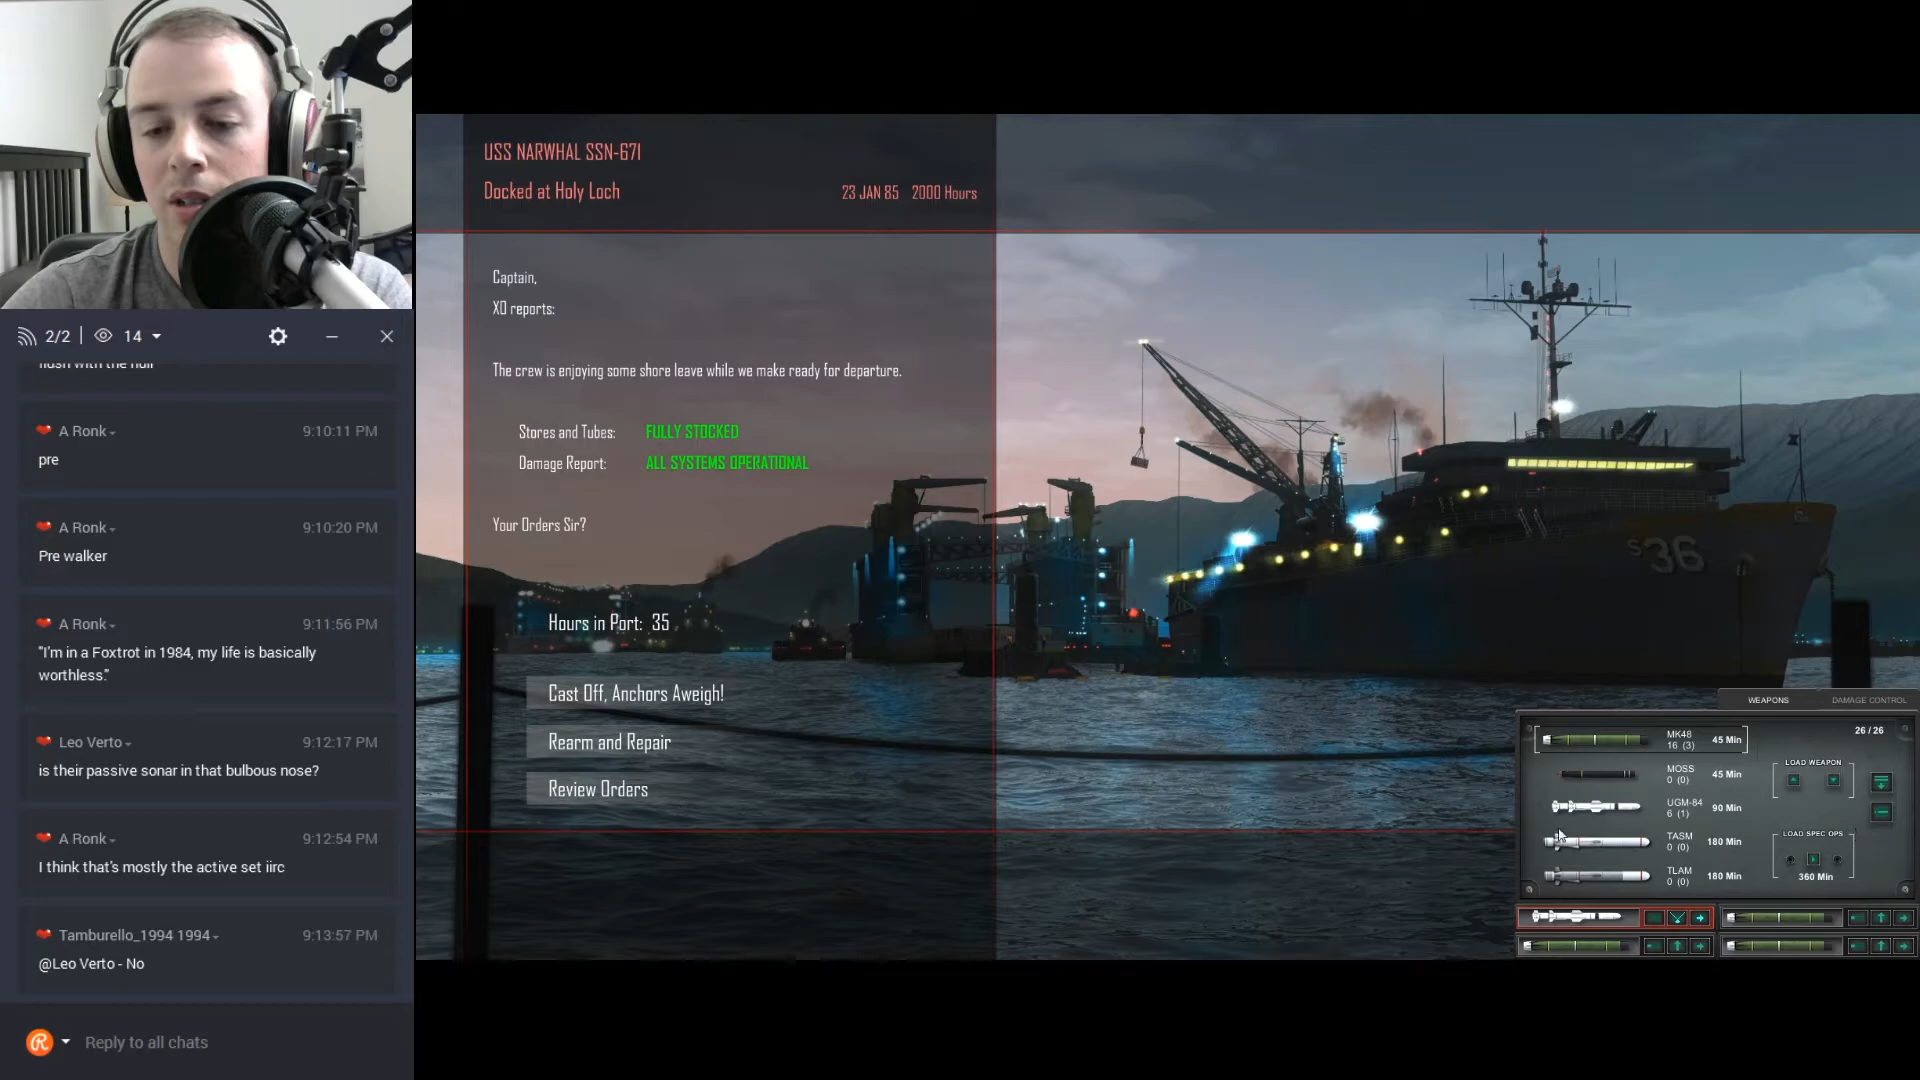 2/2
14
A Ronk
9:10:11 PM
pre
A Ronk
9:10:20 PM
Pre walker
A Ronk
9:11:56 PM
"I'm in a Foxtrot in 1984, my life is basically
worthless."
Leo Verto
9:12:17 PM
is their passive sonar in that bulbous nose?
A Ronk
9:12:54 PM
I think that's mostly the active set iirc
Tamburello_1994 1994
9:13:57 PM
@Leo Verto - No
Reply to all chats
USS NARWHAL SSN-671
Docked at Holy Loch
23 JAN 85 2000 Hours
Captain,
XO reports:
The crew is enjoying some shore leave while we make ready for departure.
Stores and Tubes: FULLY STOCKED
Damage Report: ALL SYSTEMS OPERATIONAL
Your Orders Sir?
Hours in Port: 35
Cast Off, Anchors Aweigh!
Rearm and Repair
Review Orders
S 36
WEAPONS
DAMAGE CONTROL
26 / 26
MK48
16 (3)
45 Min
MOSS
0 (0)
45 Min
UGM-84
6 (1)
90 Min
TASM
0 (0)
180 Min
TLAM
0 (0)
180 Min
LOAD WEAPON
LOAD SPEC OPS
360 Min